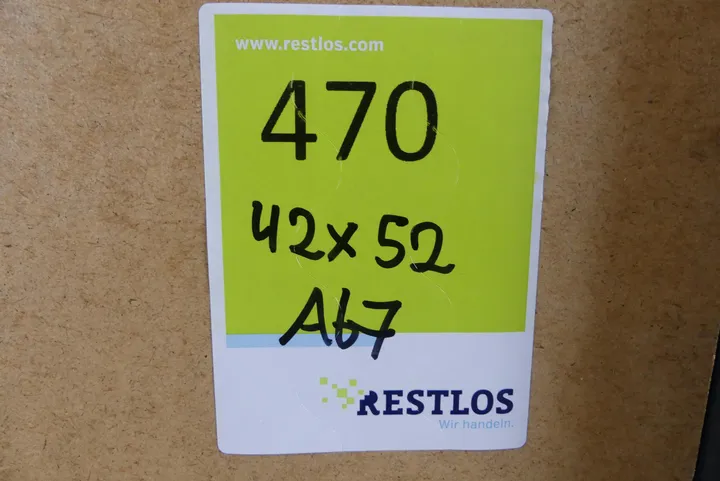 www.restlos.com
470
42x52
A67
RESTLOS
Wir handeln.